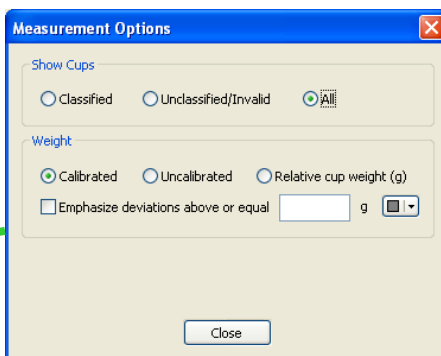 Measurement Options
Show Cups
Classified Unclassified/Invalid All
Weight
Calibrated Uncalibrated Relative cup weight (g)
Emphasize deviations above or equal g
Close